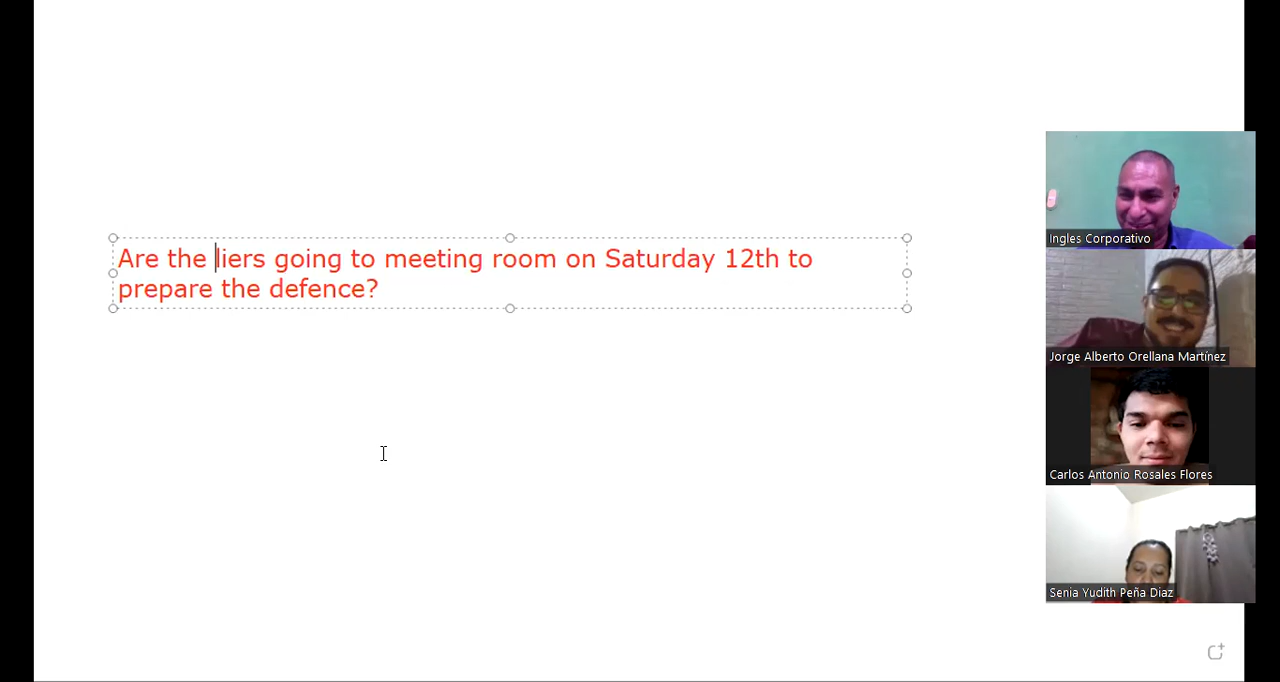 Are the liers going to meeting room on Saturday 12th to
prepare the defence?
Ingles Corporativo
Jorge Alberto Orellana Martínez
Carlos Antonio Rosales Flores
Senia Yudith Peña Diaz